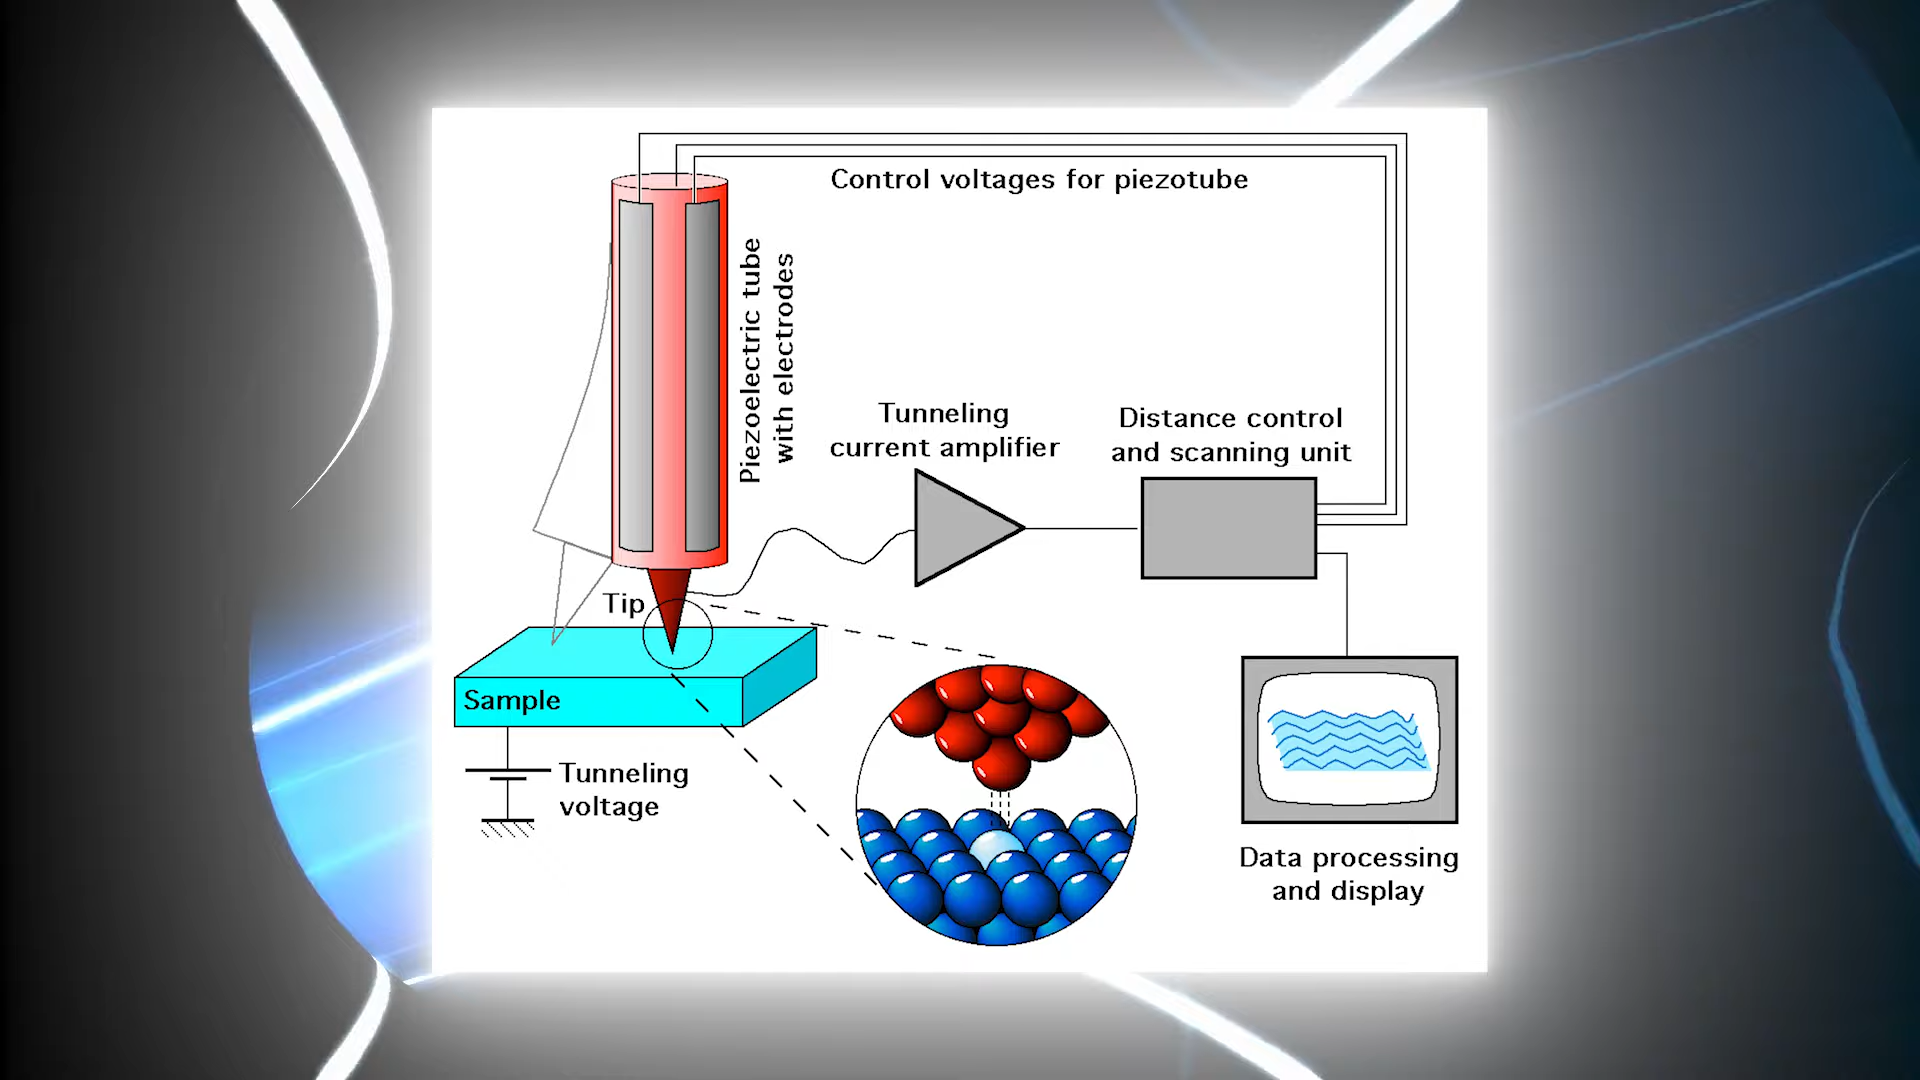 Control voltages for piezotube
Piezoelectric tube
with electrodes
Tunneling
current amplifier
Distance control
and scanning unit
Tip
Sample
Tunneling
voltage
Data processing
and display